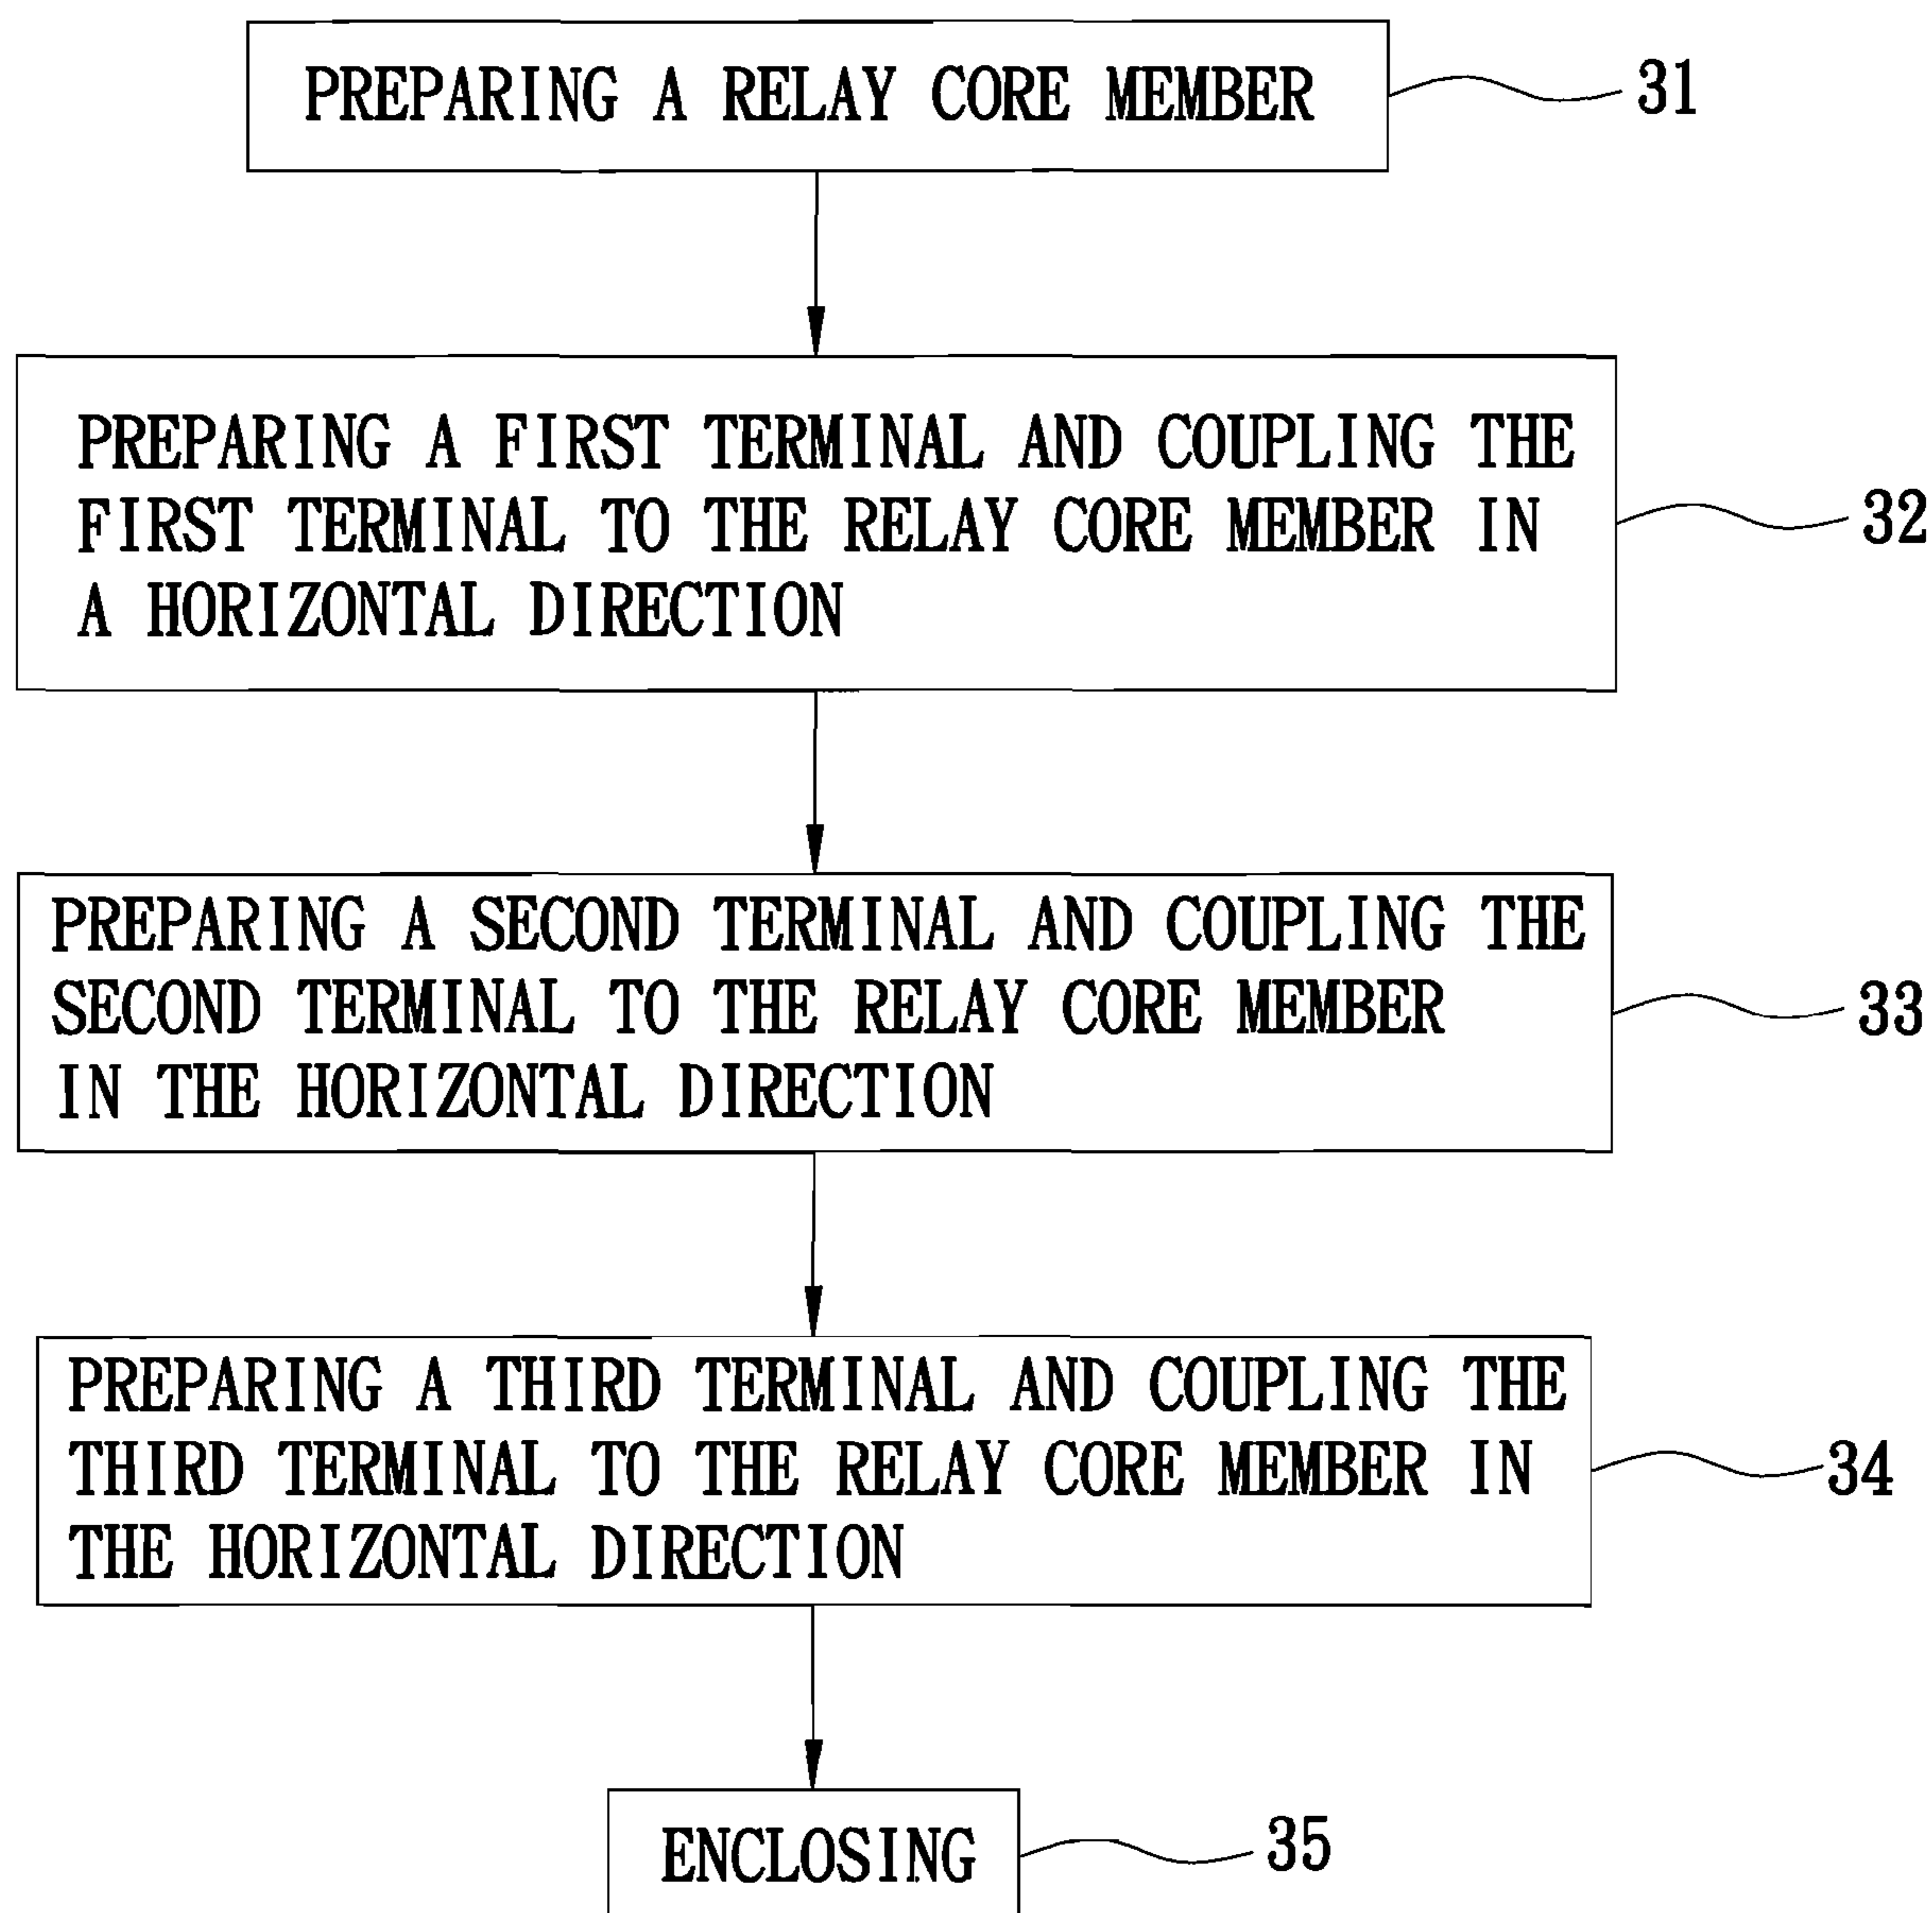 PREPARING A RELAY CORE MEMBER
31
PREPARING A FIRST TERMINAL AND COUPLING THE
FIRST TERMINAL TO THE RELAY CORE MEMBER IN
A HORIZONTAL DIRECTION
32
PREPARING A SECOND TERMINAL AND COUPLING THE
SECOND TERMINAL TO THE RELAY CORE MEMBER
IN THE HORIZONTAL DIRECTION
33
PREPARING A THIRD TERMINAL AND COUPLING THE
THIRD TERMINAL TO THE RELAY CORE MEMBER IN
THE HORIZONTAL DIRECTION
34
ENCLOSING
35